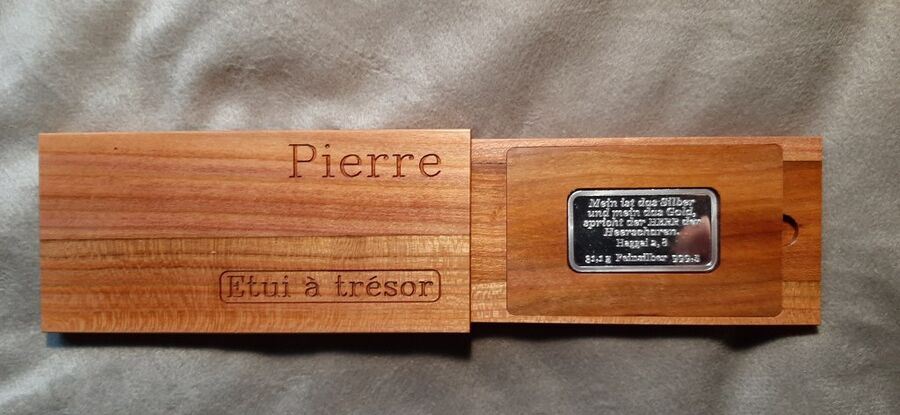 Pierre
Etui à trésor
Mein ist das Silber
und mein das Gold,
spricht der HERR der
Heerscharen.
Haggai 2, 8
31,1 g Feinsilber 999,5